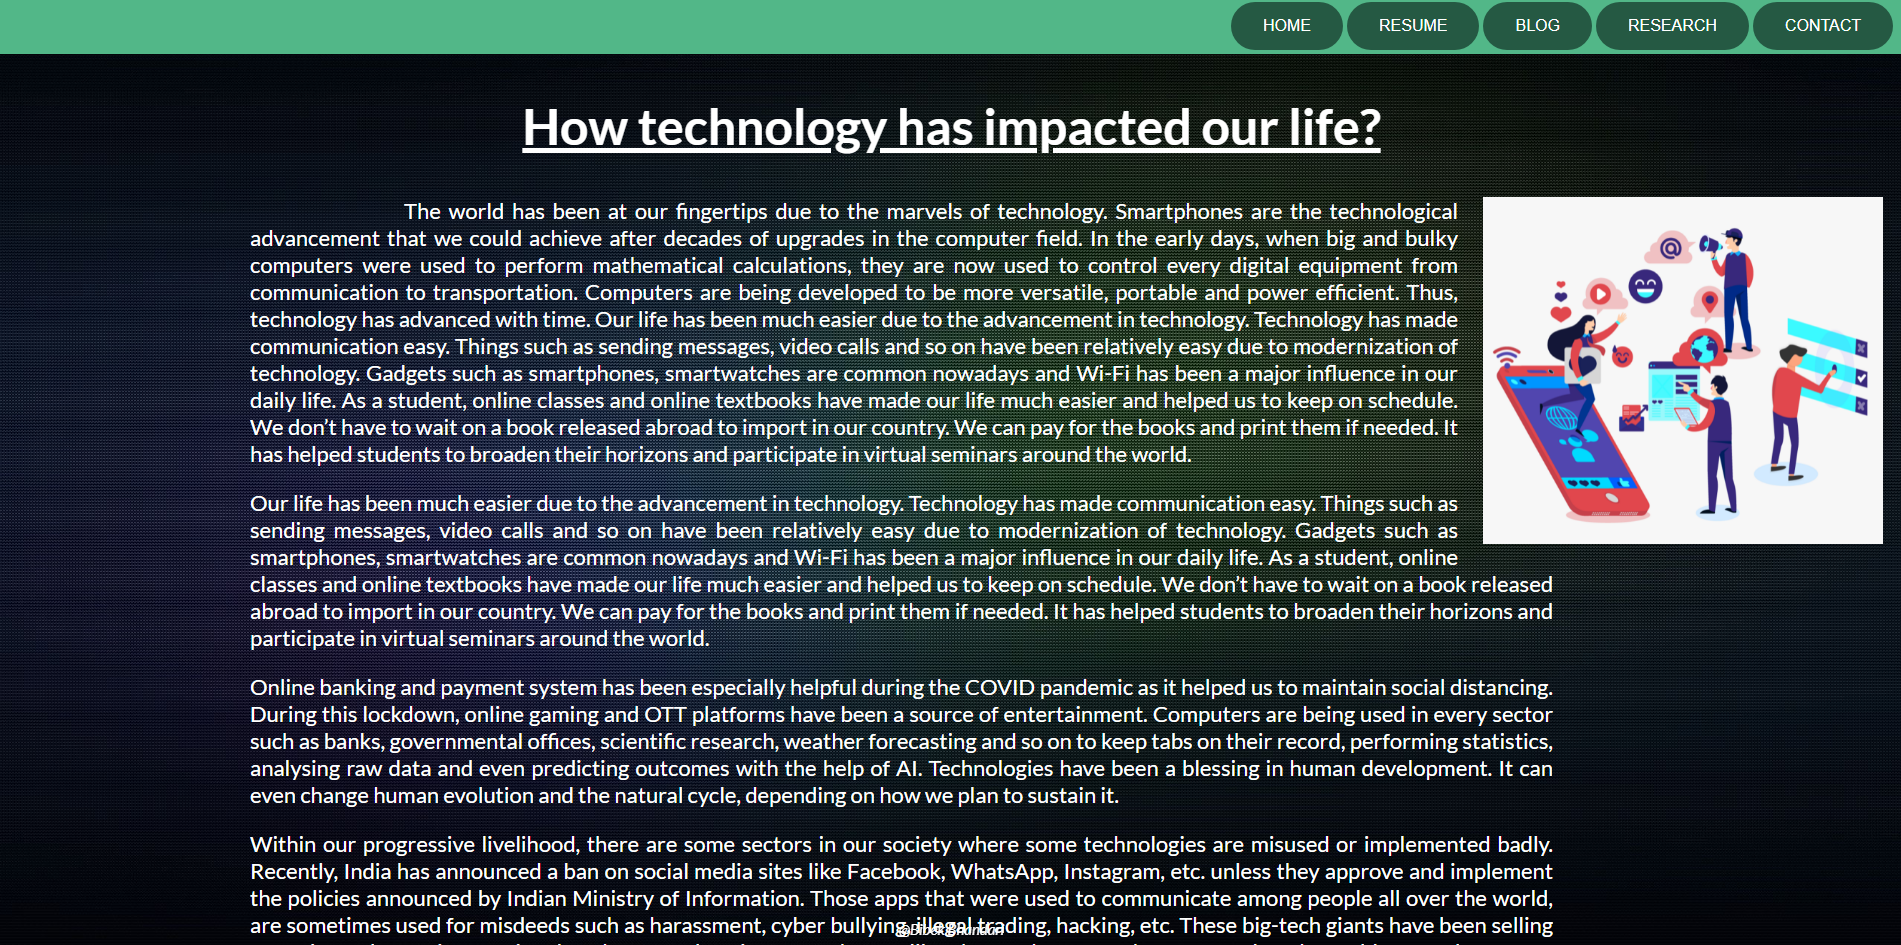 HOME
RESUME
BLOG
RESEARCH
CONTACT
How technology has impacted our life?
The world has been at our fingertips due to the marvels of technology. Smartphones are the technological
advancement that we could achieve after decades of upgrades in the computer field. In the early days, when big and bulky
computers were used to perform mathematical calculations, they are now used to control every digital equipment from
communication to transportation. Computers are being developed to be more versatile, portable and power efficient. Thus,
technology has advanced with time. Our life has been much easier due to the advancement in technology. Technology has made
communication easy. Things such as sending messages, video calls and so on have been relatively easy due to modernization of
technology. Gadgets such as smartphones, smartwatches are common nowadays and Wi-Fi has been a major influence in our
daily life. As a student, online classes and online textbooks have made our life much easier and helped us to keep on schedule.
We don’t have to wait on a book released abroad to import in our country. We can pay for the books and print them if needed. It
has helped students to broaden their horizons and participate in virtual seminars around the world.
Our life has been much easier due to the advancement in technology. Technology has made communication easy. Things such as
sending messages, video calls and so on have been relatively easy due to modernization of technology. Gadgets such as
smartphones, smartwatches are common nowadays and Wi-Fi has been a major influence in our daily life. As a student, online
classes and online textbooks have made our life much easier and helped us to keep on schedule. We don’t have to wait on a book released
abroad to import in our country. We can pay for the books and print them if needed. It has helped students to broaden their horizons and
participate in virtual seminars around the world.
Online banking and payment system has been especially helpful during the COVID pandemic as it helped us to maintain social distancing.
During this lockdown, online gaming and OTT platforms have been a source of entertainment. Computers are being used in every sector
such as banks, governmental offices, scientific research, weather forecasting and so on to keep tabs on their record, performing statistics,
analysing raw data and even predicting outcomes with the help of AI. Technologies have been a blessing in human development. It can
even change human evolution and the natural cycle, depending on how we plan to sustain it.
Within our progressive livelihood, there are some sectors in our society where some technologies are misused or implemented badly.
Recently, India has announced a ban on social media sites like Facebook, WhatsApp, Instagram, etc. unless they approve and implement
the policies announced by Indian Ministry of Information. Those apps that were used to communicate among people all over the world,
are sometimes used for misdeeds such as harassment, cyber bullying, illegal trading, hacking, etc. These big-tech giants have been selling